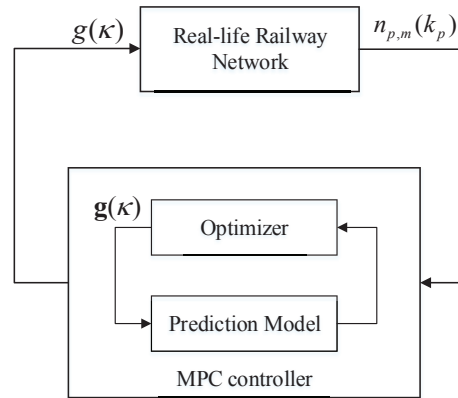 g(κ)
Real-life Railway
Network
n_{p,m}(k_p)
g(κ)
Optimizer
Prediction Model
MPC controller